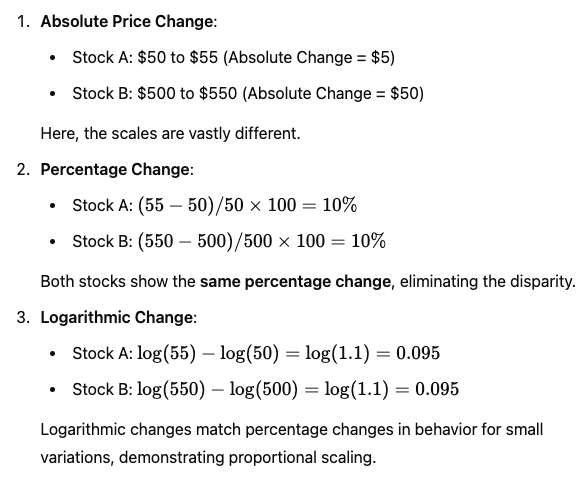 1. Absolute Price Change:
• Stock A: $50 to $55 (Absolute Change = $5)
• Stock B: $500 to $550 (Absolute Change = $50)
Here, the scales are vastly different.
2. Percentage Change:
• Stock A: (55 − 50)/50 × 100 = 10%
• Stock B: (550 − 500)/500 × 100 = 10%
Both stocks show the same percentage change, eliminating the disparity.
3. Logarithmic Change:
• Stock A: log(55) − log(50) = log(1.1) = 0.095
• Stock B: log(550) − log(500) = log(1.1) = 0.095
Logarithmic changes match percentage changes in behavior for small
variations, demonstrating proportional scaling.